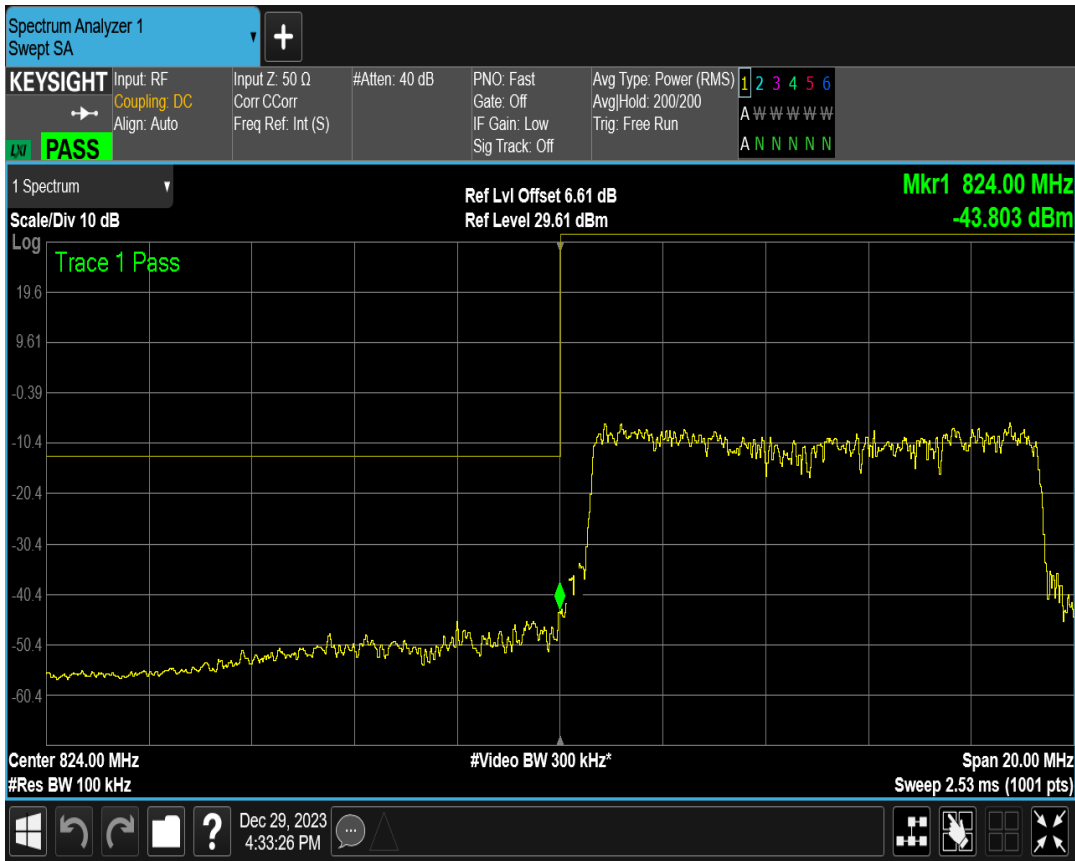 Spectrum Analyzer 1
Swept SA
+
KEYSIGHT
LXI PASS
Input: RF
Coupling: DC
Align: Auto
Input Z: 50 Ω
Corr CCorr
Freq Ref: Int (S)
#Atten: 40 dB
PNO: Fast
Gate: Off
IF Gain: Low
Sig Track: Off
Avg Type: Power (RMS)
Avg|Hold: 200/200
Trig: Free Run
1 2 3 4 5 6
A W W W W W
A N N N N N
1 Spectrum
Scale/Div 10 dB
Ref Lvl Offset 6.61 dB
Ref Level 29.61 dBm
Mkr1 824.00 MHz
-43.803 dBm
Log
Trace 1 Pass
19.6
9.61
-0.39
-10.4
-20.4
-30.4
-40.4
-50.4
-60.4
1
Center 824.00 MHz
#Video BW 300 kHz*
Span 20.00 MHz
#Res BW 100 kHz
Sweep 2.53 ms (1001 pts)
?
Dec 29, 2023
4:33:26 PM